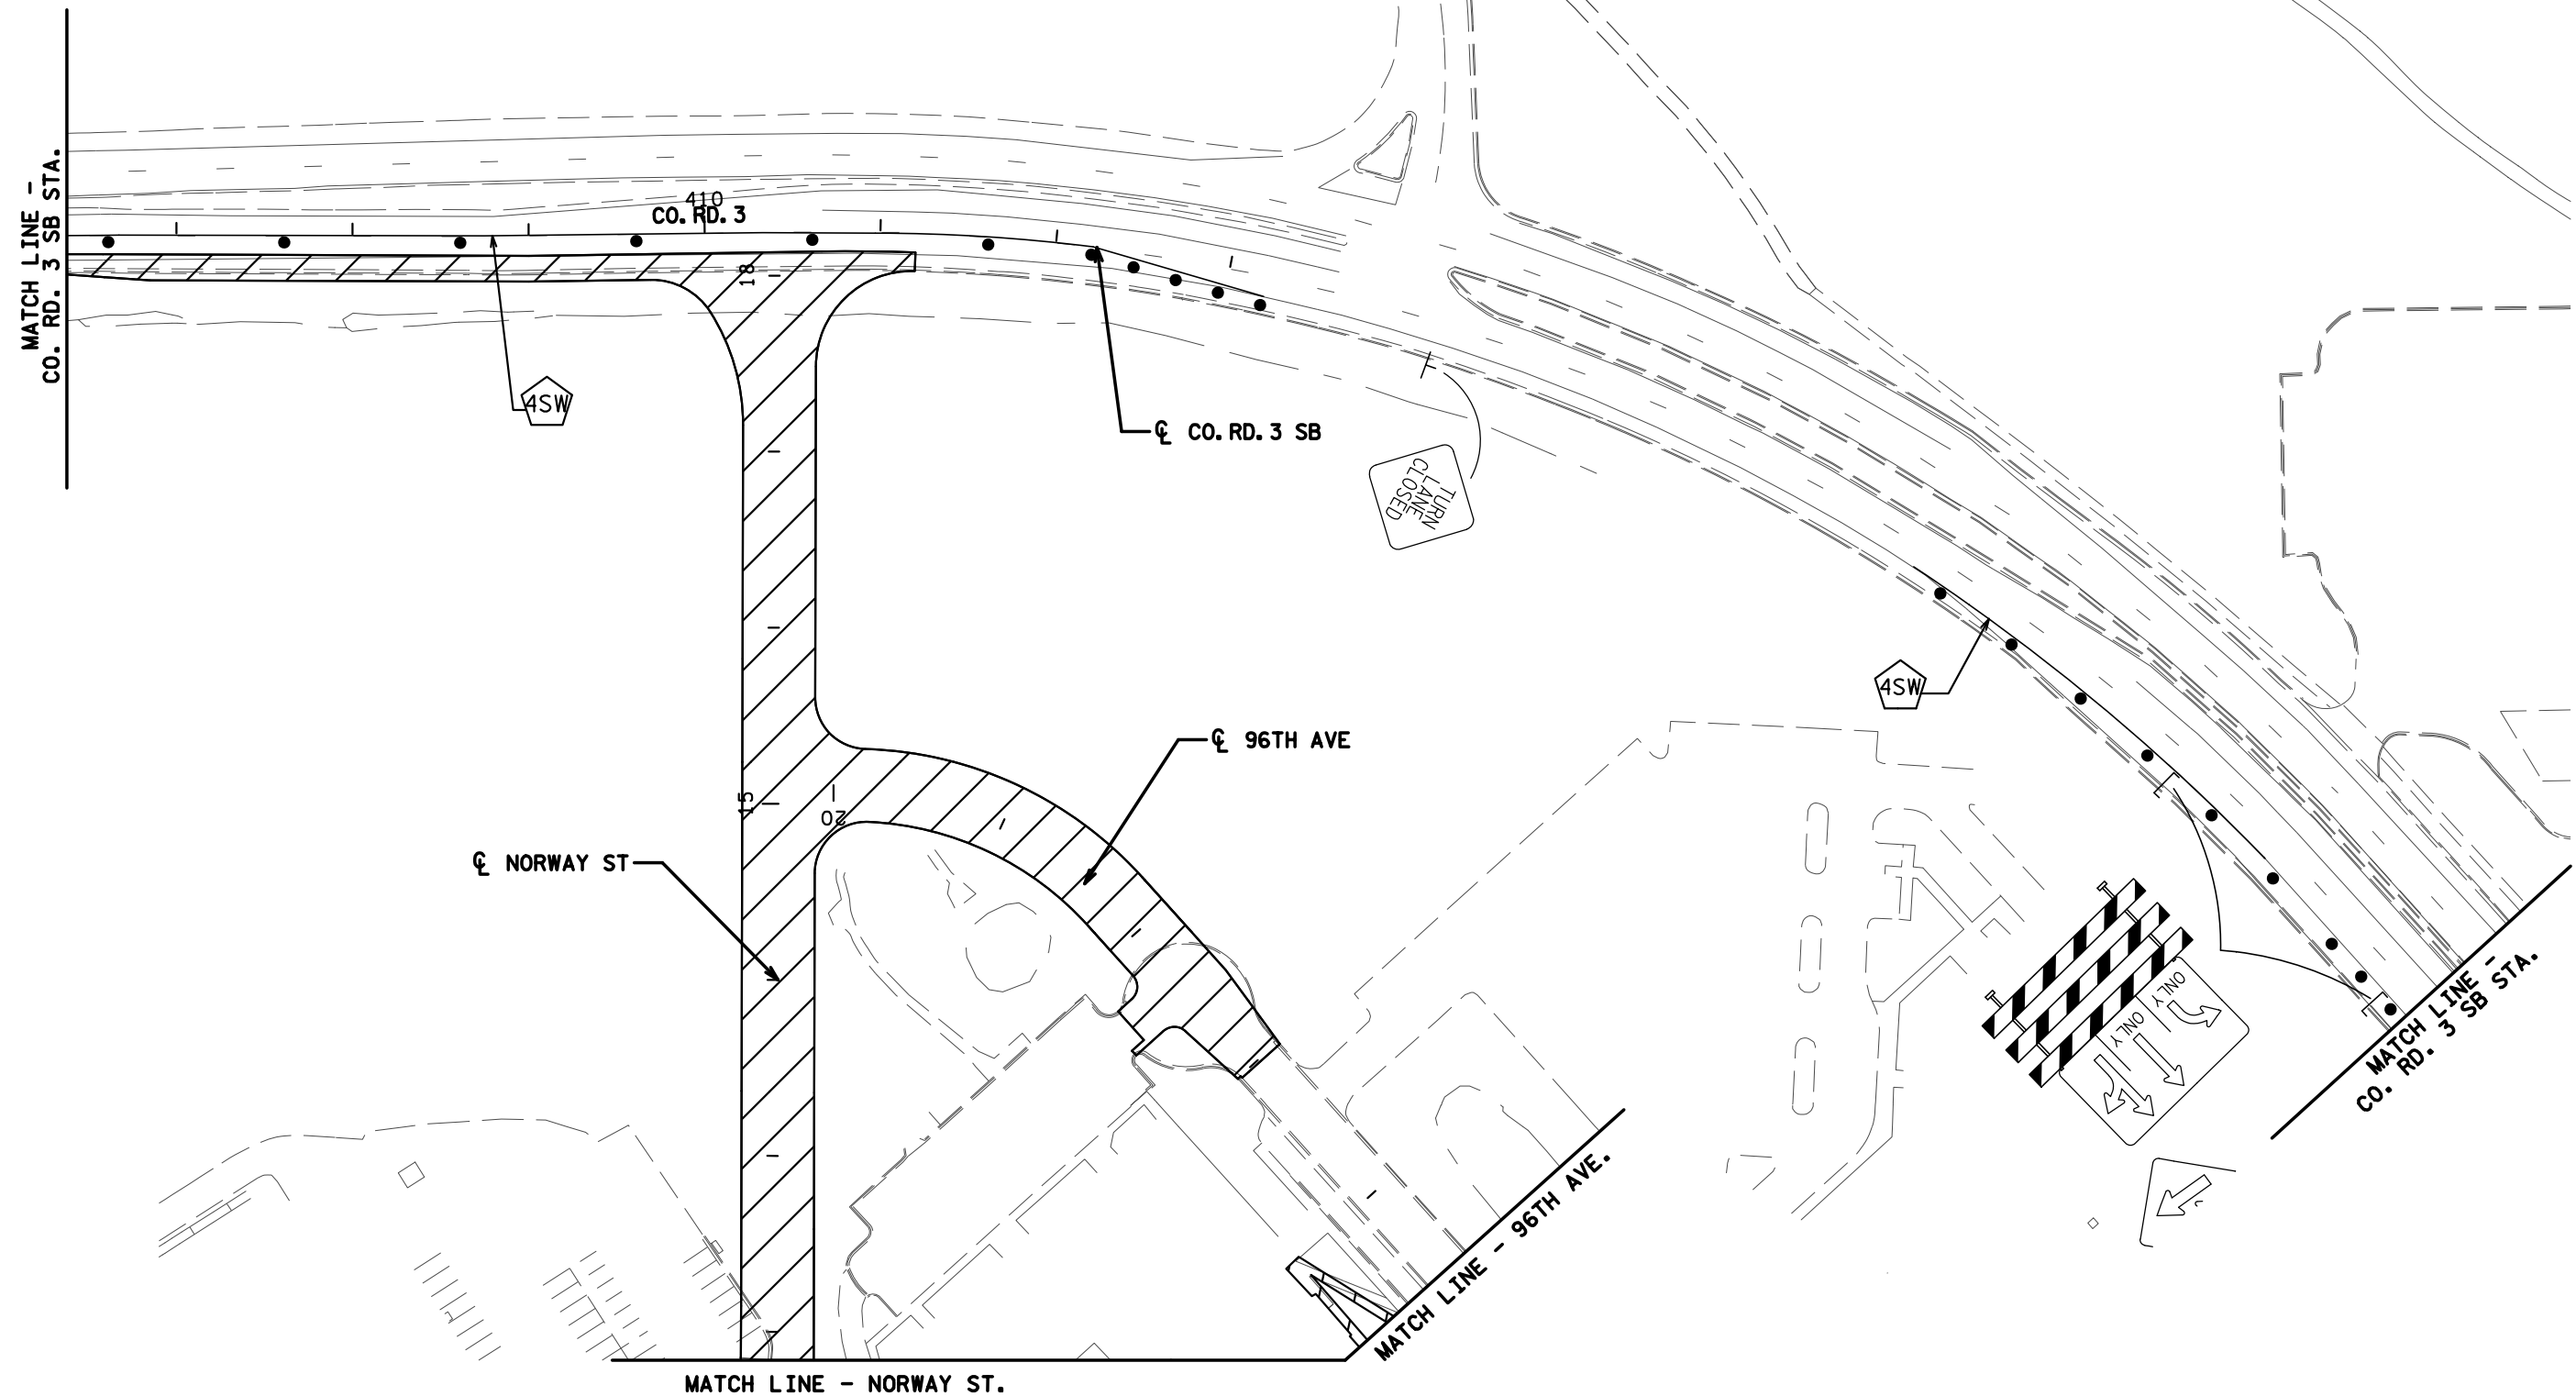 MATCH LINE -
CO. RD. 3 SB STA.
410
CO. RD. 3
18
4SW
℄ CO. RD. 3 SB
TURN
LANE
CLOSED
4SW
℄ 96TH AVE
15
20
℄ NORWAY ST
ONLY
ONLY
MATCH LINE -
CO. RD. 3 SB STA.
MATCH LINE - 96TH AVE.
MATCH LINE - NORWAY ST.